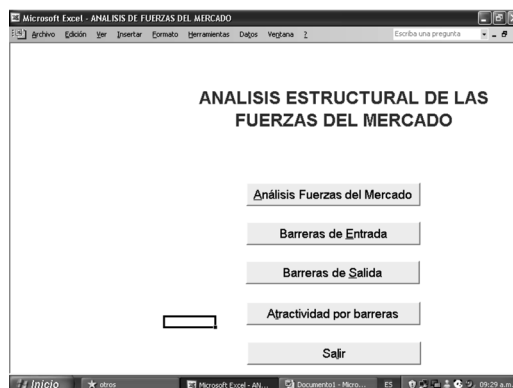 Microsoft Excel - ANALISIS DE FUERZAS DEL MERCADO
Archivo Edición Ver Insertar Formato Herramientas Datos Ventana ? Escriba una pregunta
ANALISIS ESTRUCTURAL DE LAS
FUERZAS DEL MERCADO
Análisis Fuerzas del Mercado
Barreras de Entrada
Barreras de Salida
Atractividad por barreras
Salir
Inicio otros Microsoft Excel - AN... Documento1 - Micro... ES 09:29 a.m.